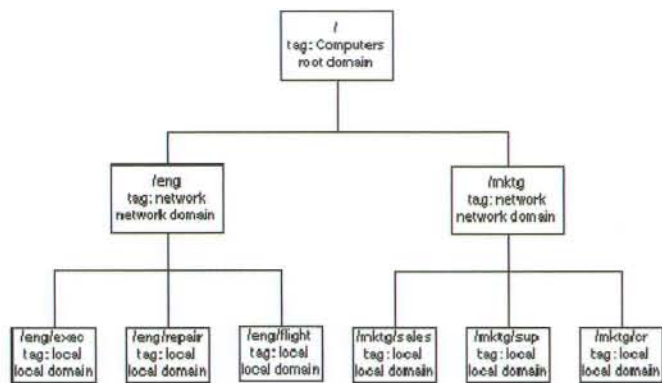 /
tag: Computers
root domain
/eng
tag: network
network domain
/mktg
tag: network
network domain
/eng/exec
tag: local
local domain
/eng/repair
tag: local
local domain
/eng/flight
tag: local
local domain
/mktg/sales
tag: local
local domain
/mktg/sup
tag: local
local domain
/mktg/cr
tag: local
local domain